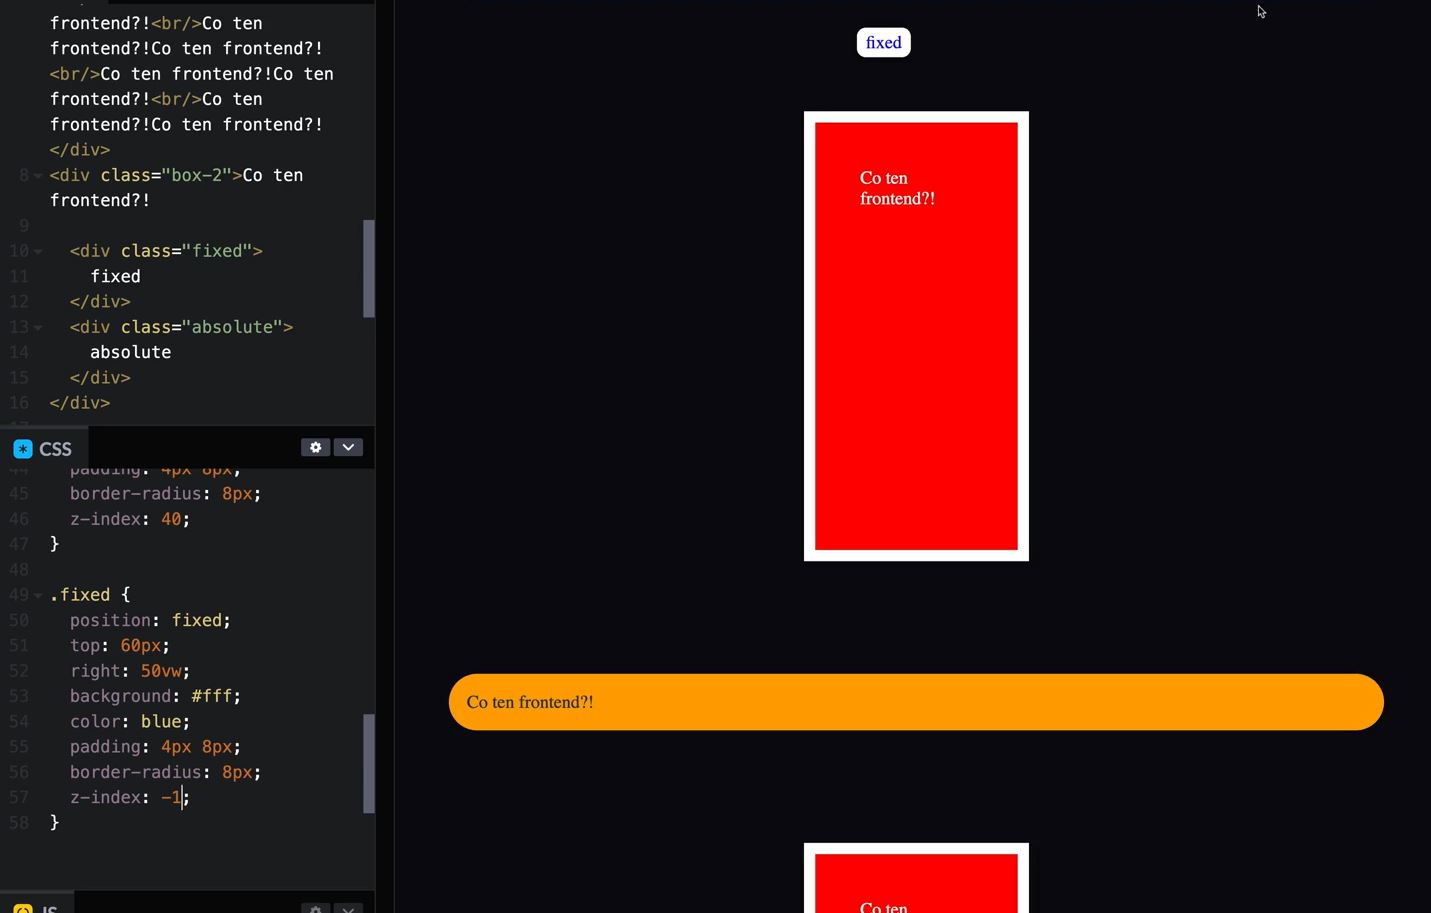 frontend?!<br/>Co ten
frontend?!Co ten frontend?!
<br/>Co ten frontend?!Co ten
frontend?!<br/>Co ten
frontend?!Co ten frontend?!
</div>
8 <div class="box-2">Co ten
frontend?!
9
10 <div class="fixed">
11 fixed
12 </div>
13 <div class="absolute">
14 absolute
15 </div>
16 </div>
CSS
44 padding: 4px 8px;
45 border-radius: 8px;
46 z-index: 40;
47 }
48
49 .fixed {
50 position: fixed;
51 top: 60px;
52 right: 50vw;
53 background: #fff;
54 color: blue;
55 padding: 4px 8px;
56 border-radius: 8px;
57 z-index: -1;
58 }
JS
fixed
Co ten
frontend?!
Co ten frontend?!
Co ten